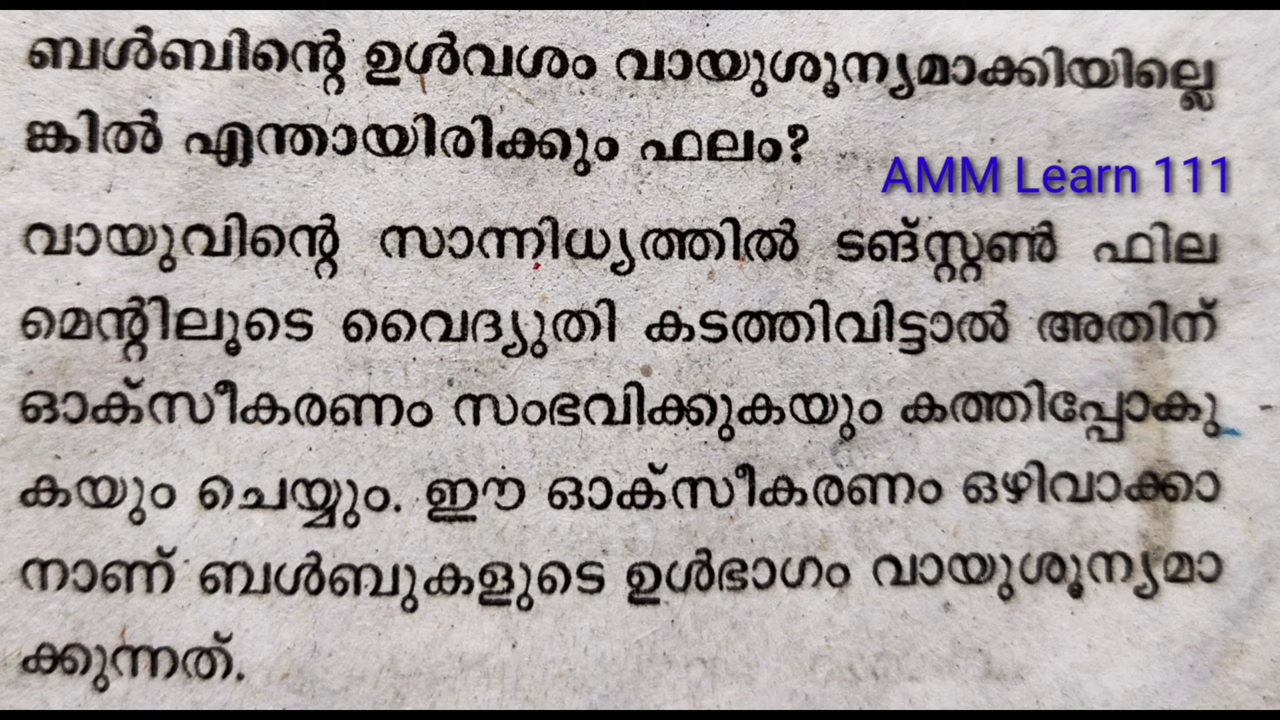 ബൾബിന്റെ ഉൾവശം വായുശൂന്യമാക്കിയില്ലെ
ങ്കിൽ എന്തായിരിക്കും ഫലം?
AMM Learn 111
വായുവിന്റെ സാന്നിധ്യത്തിൽ ടങ്സ്റ്റൺ ഫില
മെന്റിലൂടെ വൈദ്യുതി കടത്തിവിട്ടാൽ അതിന്
ഓക്സീകരണം സംഭവിക്കുകയും കത്തിപ്പോകു
കയും ചെയ്യും. ഈ ഓക്സീകരണം ഒഴിവാക്കാ
നാണ് ബൾബുകളുടെ ഉൾഭാഗം വായുശൂന്യമാ
ക്കുന്നത്.